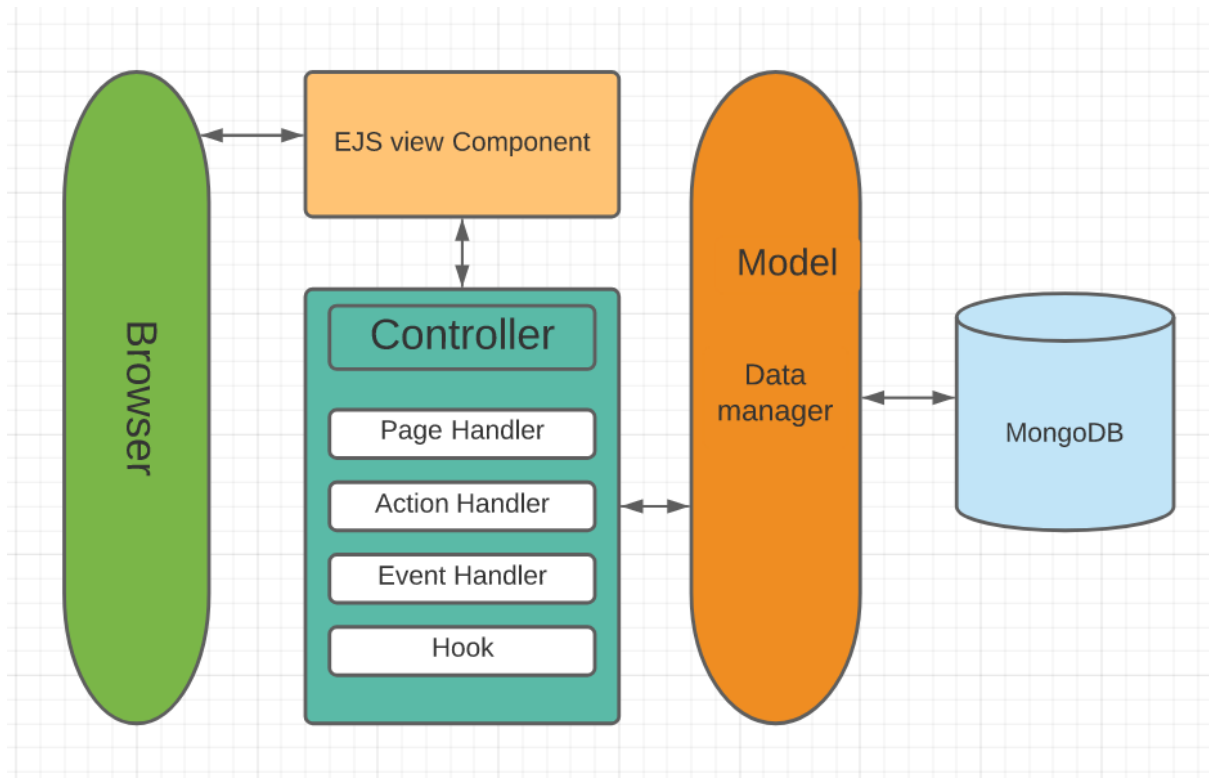 Browser
EJS view Component
Controller
Page Handler
Action Handler
Event Handler
Hook
Model
Data
manager
MongoDB